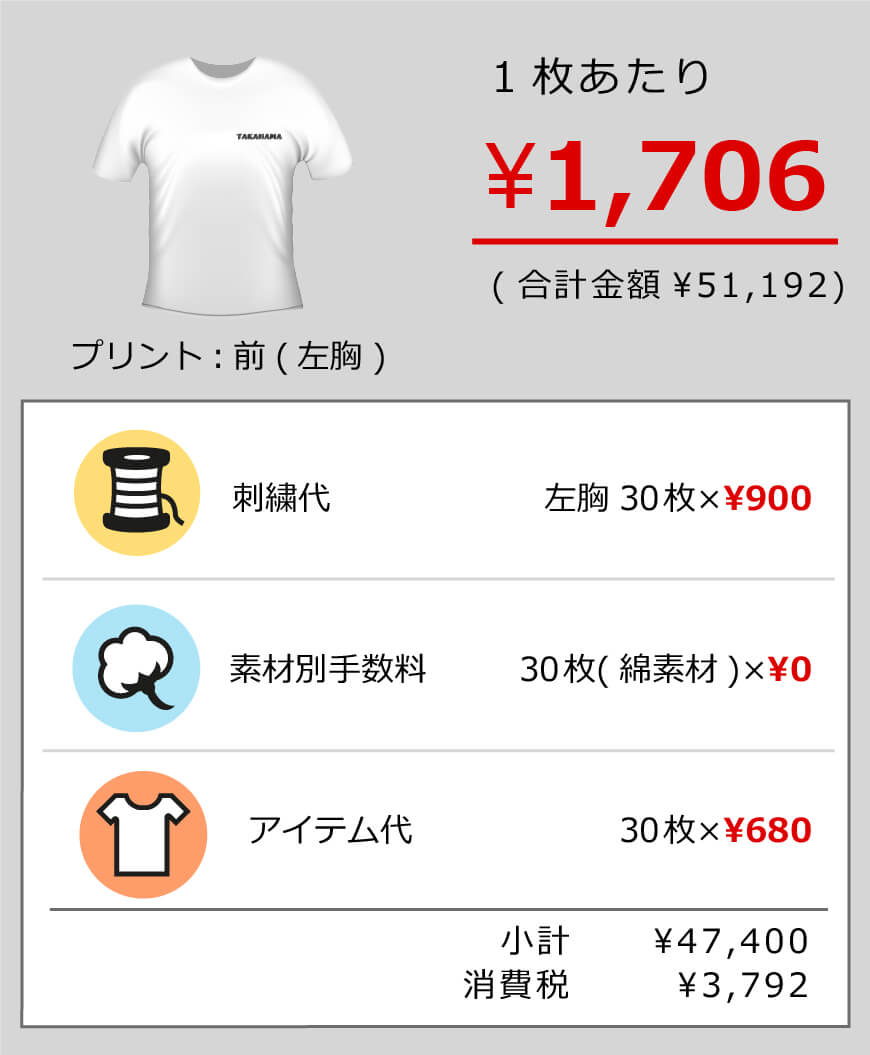 TAKAHAMA
1枚あたり
¥1,706
(合計金額 ¥51,192)
プリント:前(左胸)
刺繍代 左胸 30枚×¥900
素材別手数料 30枚(綿素材)×¥0
アイテム代 30枚×¥680
小計 ¥47,400
消費税 ¥3,792